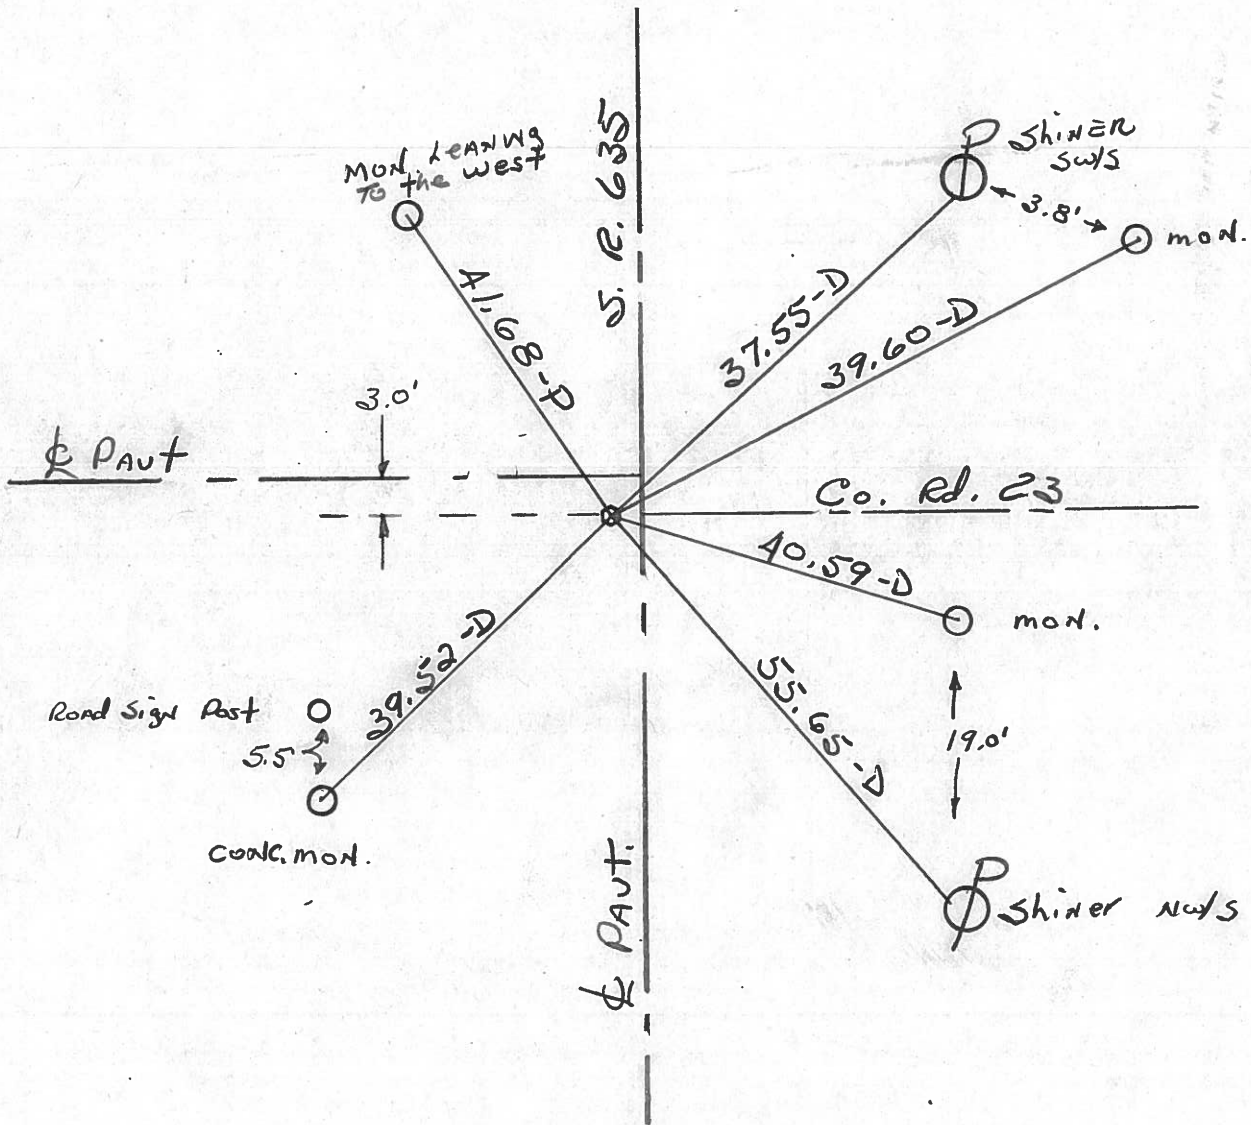 MON. LEANING
TO the west
S. R. 635
P
ShiNER
SW/S
3.8'
MON.
41.68-D
37.55-D
39.60-D
3.0'
℄ PAVt
Co. Rd. 23
40.59-D
MON.
39.52-D
55.65-D
ROAD SigN Post
5.5'
19.0'
CONC. MON.
℄ PAVt.
P
ShiNer NW/S